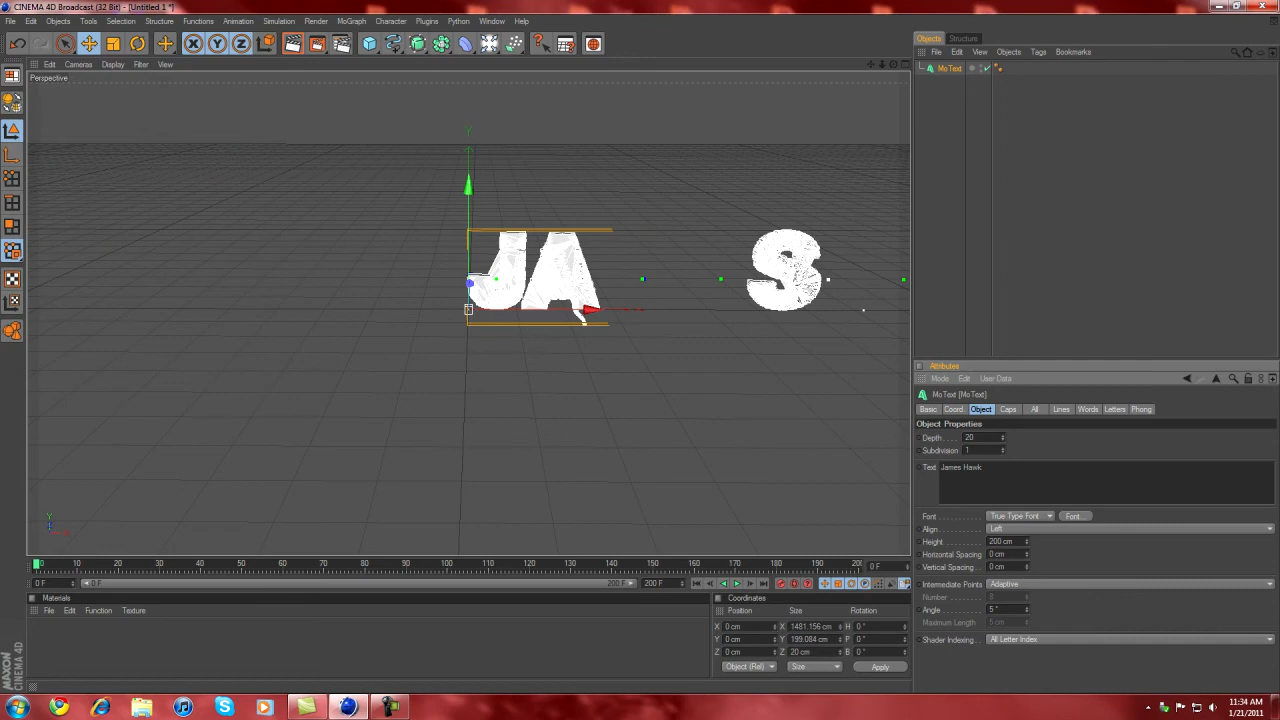 CINEMA 4D Broadcast (32 Bit) - [Untitled 1 *]
File Edit Objects Tools Selection Structure Functions Animation Simulation Render MoGraph Character Plugins Python Window Help
X Y Z
Edit Cameras Display Filter View
Perspective
Y
JA S
Y
0 10 20 30 40 50 60 70 80 90 100 110 120 130 140 150 160 170 180 190 200
0 F
0 F 0 F 200 F 200 F
Materials
File Edit Function Texture
Coordinates
Position Size Rotation
X 0 cm X 1481.156 cm H 0 °
Y 0 cm Y 199.084 cm P 0 °
Z 0 cm Z 20 cm B 0 °
Object (Rel) Size Apply
Objects Structure
File Edit View Objects Tags Bookmarks
MoText
Attributes
Mode Edit User Data
MoText [MoText]
Basic Coord. Object Caps All Lines Words Letters Phong
Object Properties
Depth 20
Subdivision 1
Text James Hawk
Font True Type Font Font...
Align Left
Height 200 cm
Horizontal Spacing 0 cm
Vertical Spacing 0 cm
Intermediate Points Adaptive
Number 8
Angle 5 °
Maximum Length 5 cm
Shader Indexing All Letter Index
MAXON
CINEMA 4D
11:34 AM
1/21/2011